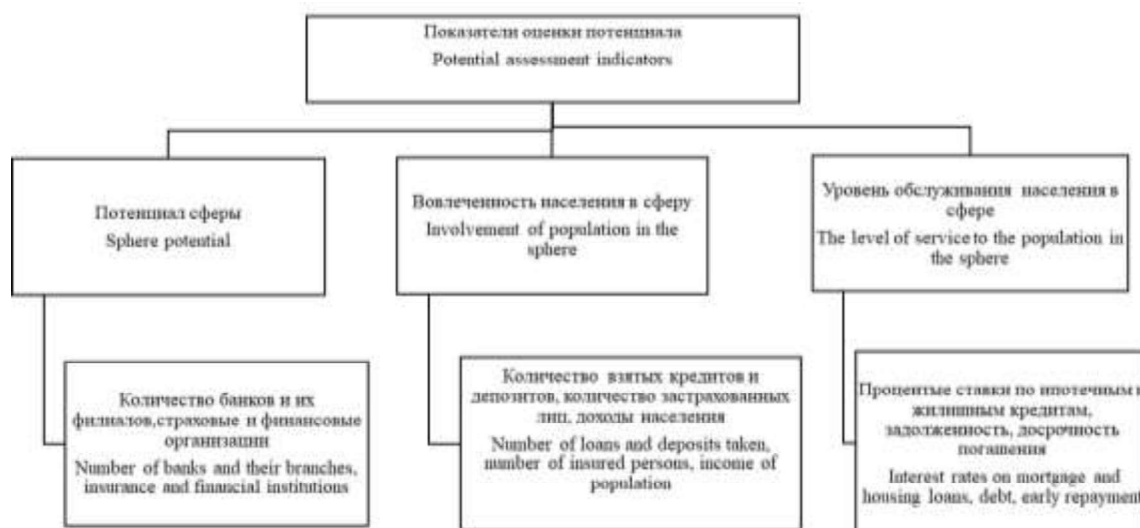 Показатели оценки потенциала
Potential assessment indicators
Потенциал сферы
Sphere potential
Вовлеченность населения в сферу
Involvement of population in the
sphere
Уровень обслуживания населения в
сфере
The level of service to the population in
the sphere
Количество банков и их
филиалов,страховые и финансовые
организации
Number of banks and their branches,
insurance and financial institutions
Количество взятых кредитов и
депозитов, количество застрахованных
лиц, доходы населения
Number of loans and deposits taken,
number of insured persons, income of
population
Процентые ставки по ипотечным и
жилишным кредитам,
задолженность, досрочность
погашения
Interest rates on mortgage and
housing loans, debt, early repayment